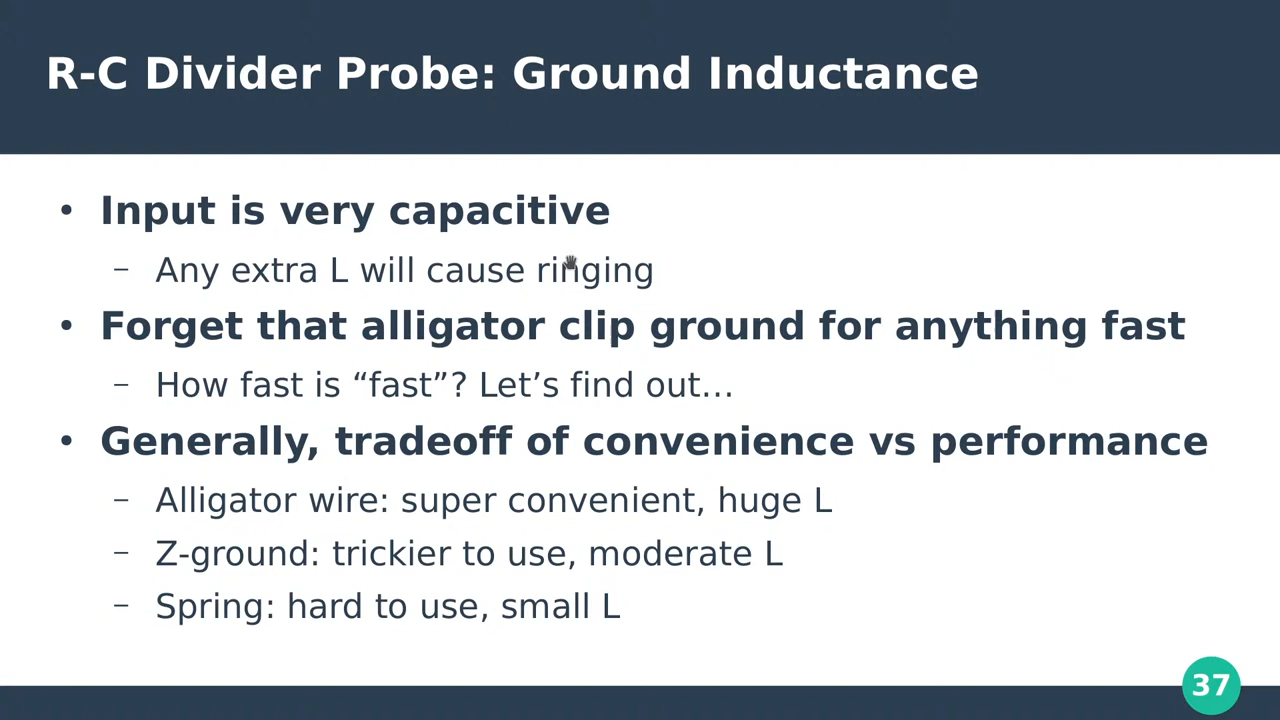 R-C Divider Probe: Ground Inductance
• Input is very capacitive
– Any extra L will cause ringing
• Forget that alligator clip ground for anything fast
– How fast is “fast”? Let’s find out...
• Generally, tradeoff of convenience vs performance
– Alligator wire: super convenient, huge L
– Z-ground: trickier to use, moderate L
– Spring: hard to use, small L
37